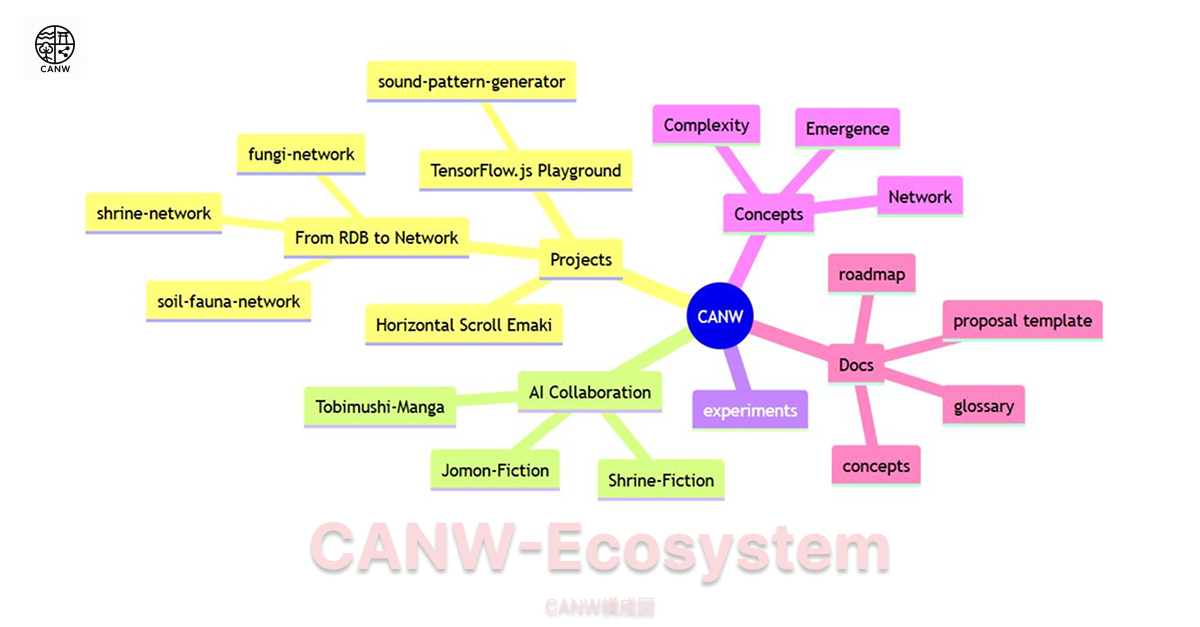 CANW
sound-pattern-generator
Complexity
Emergence
fungi-network
TensorFlow.js Playground
Network
shrine-network
Concepts
From RDB to Network
Projects
roadmap
soil-fauna-network
CANW
proposal template
Horizontal Scroll Emaki
Docs
AI Collaboration
Tobimushi-Manga
experiments
glossary
Jomon-Fiction
Shrine-Fiction
concepts
CANW-Ecosystem
CANW構成図